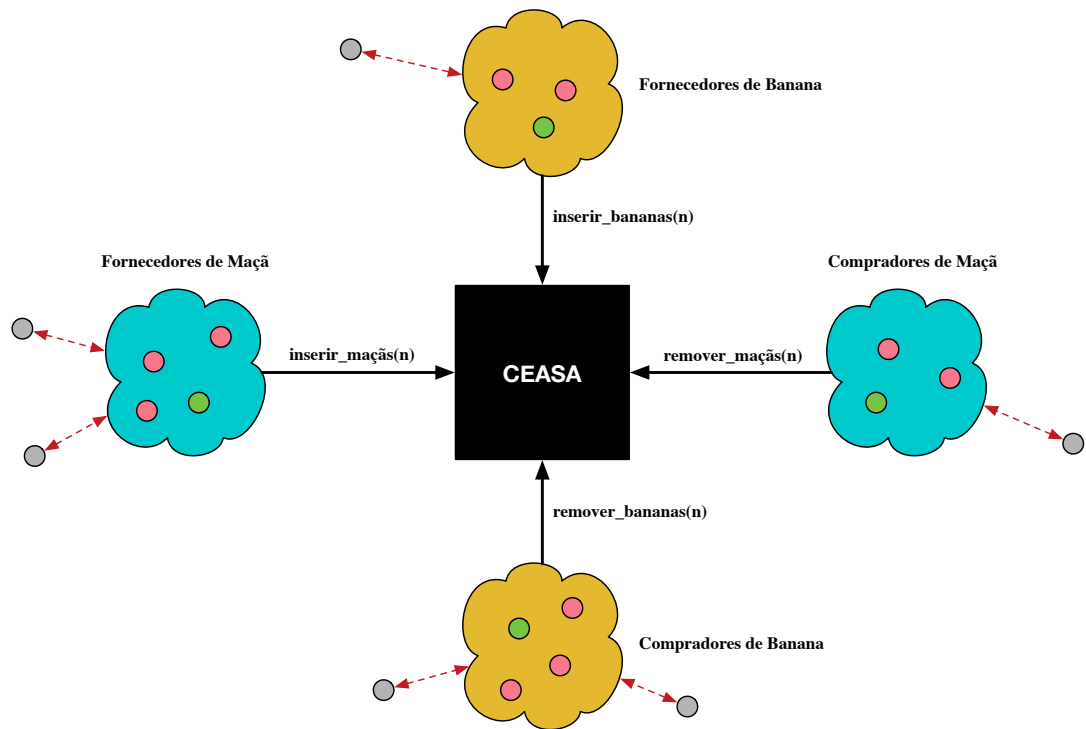 Fornecedores de Banana
inserir_bananas(n)
Fornecedores de Maçã
Compradores de Maçã
inserir_maçãs(n)
CEASA
remover_maçãs(n)
remover_bananas(n)
Compradores de Banana